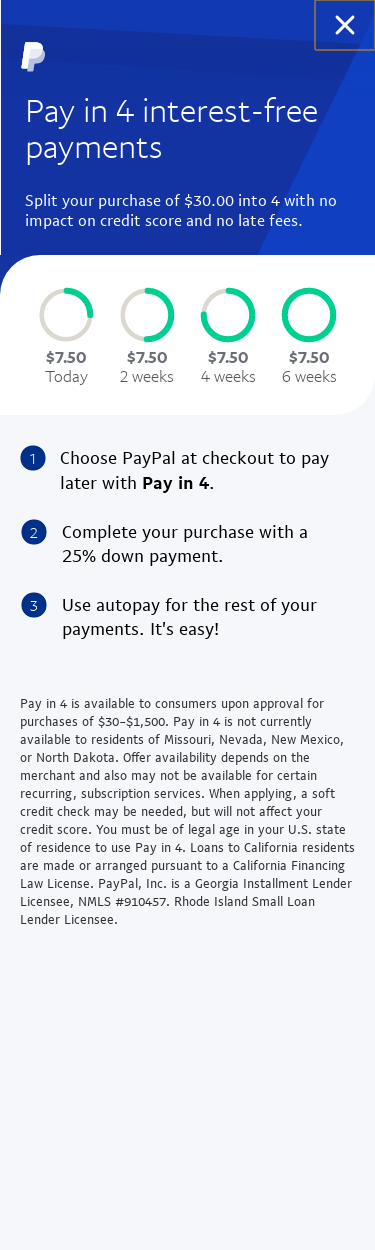 Pay in 4 interest-free
payments
Split your purchase of $30.00 into 4 with no
impact on credit score and no late fees.
$7.50 $7.50 $7.50 $7.50
Today 2 weeks 4 weeks 6 weeks
1 Choose PayPal at checkout to pay
later with Pay in 4.
2 Complete your purchase with a
25% down payment.
3 Use autopay for the rest of your
payments. It's easy!
Pay in 4 is available to consumers upon approval for
purchases of $30-$1,500. Pay in 4 is not currently
available to residents of Missouri, Nevada, New Mexico,
or North Dakota. Offer availability depends on the
merchant and also may not be available for certain
recurring, subscription services. When applying, a soft
credit check may be needed, but will not affect your
credit score. You must be of legal age in your U.S. state
of residence to use Pay in 4. Loans to California residents
are made or arranged pursuant to a California Financing
Law License. PayPal, Inc. is a Georgia Installment Lender
Licensee, NMLS #910457. Rhode Island Small Loan
Lender Licensee.